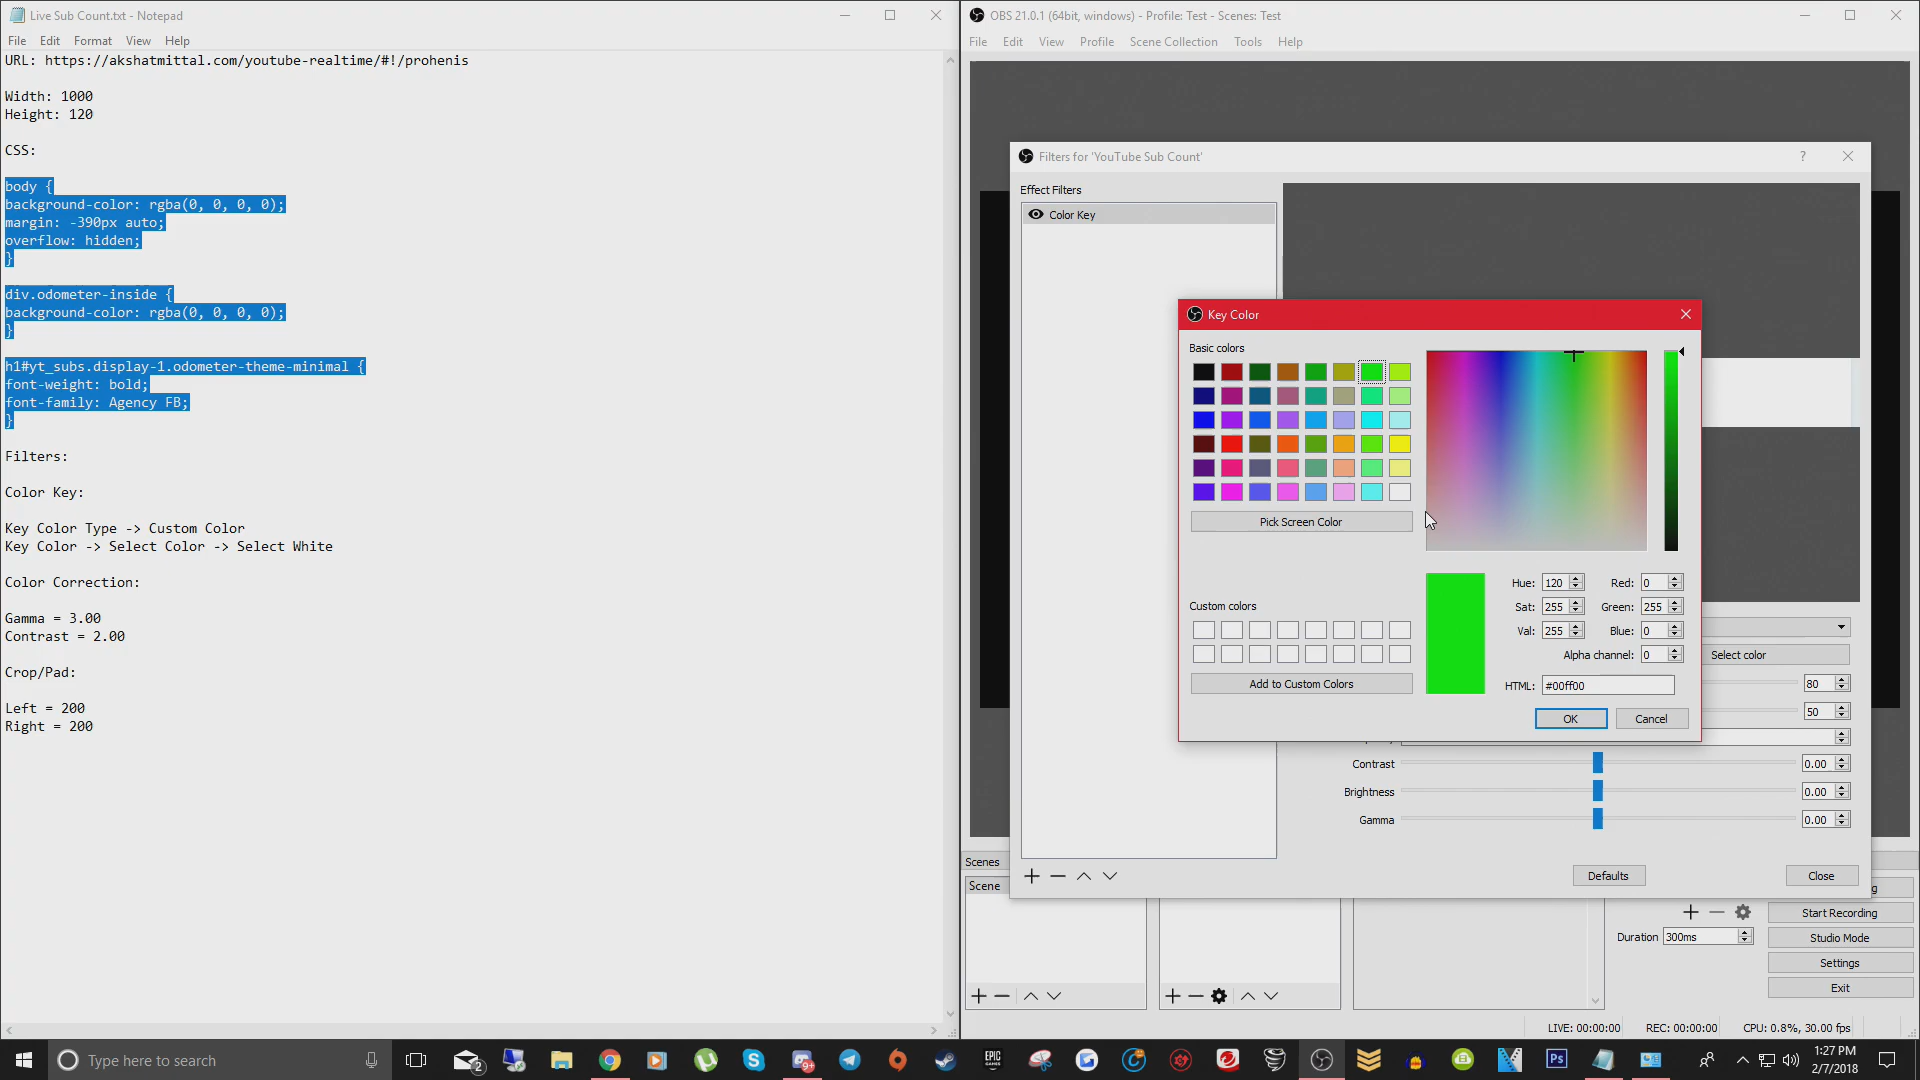 Live Sub Count.txt - Notepad
File Edit Format View Help
URL: https://akshatmittal.com/youtube-realtime/#!/prohenis
Width: 1000
Height: 120
CSS:
body {
background-color: rgba(0, 0, 0, 0);
margin: -390px auto;
overflow: hidden;
}
div.odometer-inside {
background-color: rgba(0, 0, 0, 0);
}
h1#yt_subs.display-1.odometer-theme-minimal {
font-weight: bold;
font-family: Agency FB;
}
Filters:
Color Key:
Key Color Type -> Custom Color
Key Color -> Select Color -> Select White
Color Correction:
Gamma = 3.00
Contrast = 2.00
Crop/Pad:
Left = 200
Right = 200
OBS 21.0.1 (64bit, windows) - Profile: Test - Scenes: Test
File Edit View Profile Scene Collection Tools Help
Filters for 'YouTube Sub Count'
?
Effect Filters
Color Key
Key Color
Basic colors
Pick Screen Color
Custom colors
Add to Custom Colors
Hue: 120 Red: 0
Sat: 255 Green: 255
Val: 255 Blue: 0
Alpha channel: 0
HTML: #00ff00
OK Cancel
Select color
80
50
Contrast 0.00
Brightness 0.00
Gamma 0.00
Defaults Close
Scenes
Scene
Start Recording
Duration 300ms
Studio Mode
Settings
Exit
LIVE: 00:00:00 REC: 00:00:00 CPU: 0.8%, 30.00 fps
Type here to search
2
9+
EPIC
GAMES
Ps
1:27 PM
2/7/2018